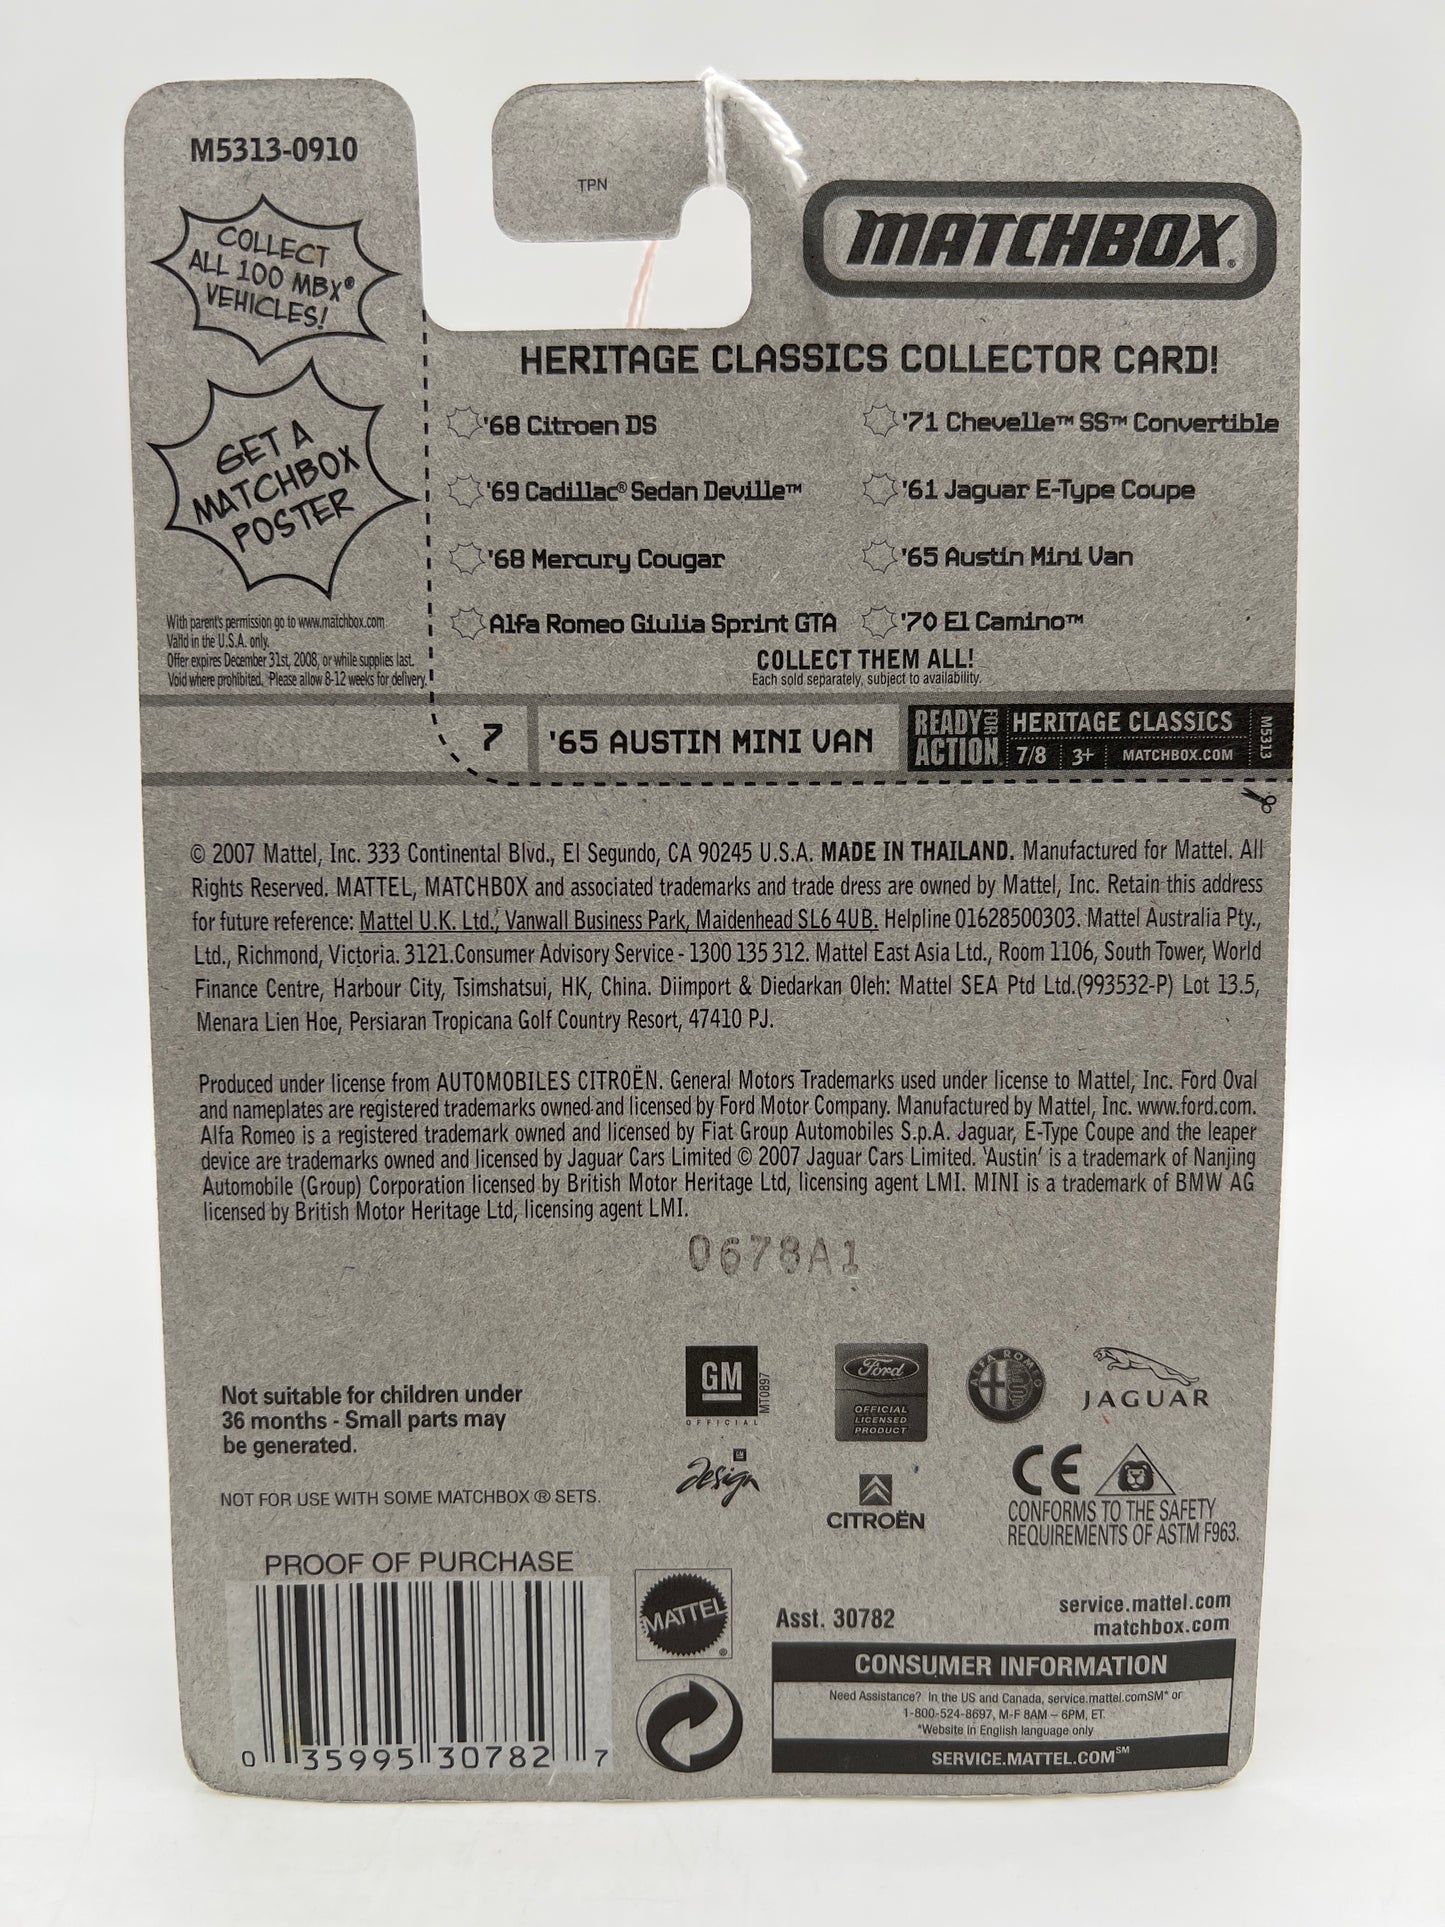 M5313-0910
TPN
MATCHBOX®
COLLECT
ALL 100 MBX®
VEHICLES!
GET A
MATCHBOX
POSTER
With parent's permission go to www.matchbox.com
Valid in the U.S.A. only.
Offer expires December 31st, 2008, or while supplies last.
Void where prohibited. Please allow 8-12 weeks for delivery.
HERITAGE CLASSICS COLLECTOR CARD!
'68 Citroen DS
'71 Chevelle™ SS™ Convertible
'69 Cadillac® Sedan Deville™
'61 Jaguar E-Type Coupe
'68 Mercury Cougar
'65 Austin Mini Van
Alfa Romeo Giulia Sprint GTA
'70 El Camino™
COLLECT THEM ALL!
Each sold separately, subject to availability.
7
'65 AUSTIN MINI VAN
READY FOR ACTION
HERITAGE CLASSICS
7/8 3+ MATCHBOX.COM
M5313
© 2007 Mattel, Inc. 333 Continental Blvd., El Segundo, CA 90245 U.S.A. MADE IN THAILAND. Manufactured for Mattel. All
Rights Reserved. MATTEL, MATCHBOX and associated trademarks and trade dress are owned by Mattel, Inc. Retain this address
for future reference: Mattel U.K. Ltd., Vanwall Business Park, Maidenhead SL6 4UB. Helpline 01628500303. Mattel Australia Pty.,
Ltd., Richmond, Victoria. 3121.Consumer Advisory Service - 1300 135 312. Mattel East Asia Ltd., Room 1106, South Tower, World
Finance Centre, Harbour City, Tsimshatsui, HK, China. Diimport & Diedarkan Oleh: Mattel SEA Ptd Ltd.(993532-P) Lot 13.5,
Menara Lien Hoe, Persiaran Tropicana Golf Country Resort, 47410 PJ.
Produced under license from AUTOMOBILES CITROËN. General Motors Trademarks used under license to Mattel, Inc. Ford Oval
and nameplates are registered trademarks owned and licensed by Ford Motor Company. Manufactured by Mattel, Inc. www.ford.com.
Alfa Romeo is a registered trademark owned and licensed by Fiat Group Automobiles S.p.A. Jaguar, E-Type Coupe and the leaper
device are trademarks owned and licensed by Jaguar Cars Limited © 2007 Jaguar Cars Limited. 'Austin' is a trademark of Nanjing
Automobile (Group) Corporation licensed by British Motor Heritage Ltd, licensing agent LMI. MINI is a trademark of BMW AG
licensed by British Motor Heritage Ltd, licensing agent LMI.
0678A1
Not suitable for children under
36 months - Small parts may
be generated.
NOT FOR USE WITH SOME MATCHBOX ® SETS.
GM
OFFICIAL
MT0897
Ford
OFFICIAL
LICENSED
PRODUCT
ALFA ROMEO
JAGUAR
GM
design
CITROËN
CE
CONFORMS TO THE SAFETY
REQUIREMENTS OF ASTM F963.
PROOF OF PURCHASE
0 35995 30782 7
MATTEL®
Asst. 30782
service.mattel.com
matchbox.com
CONSUMER INFORMATION
Need Assistance? In the US and Canada, service.mattel.comSM* or
1-800-524-8697, M-F 8AM – 6PM, ET.
*Website in English language only
SERVICE.MATTEL.COM℠